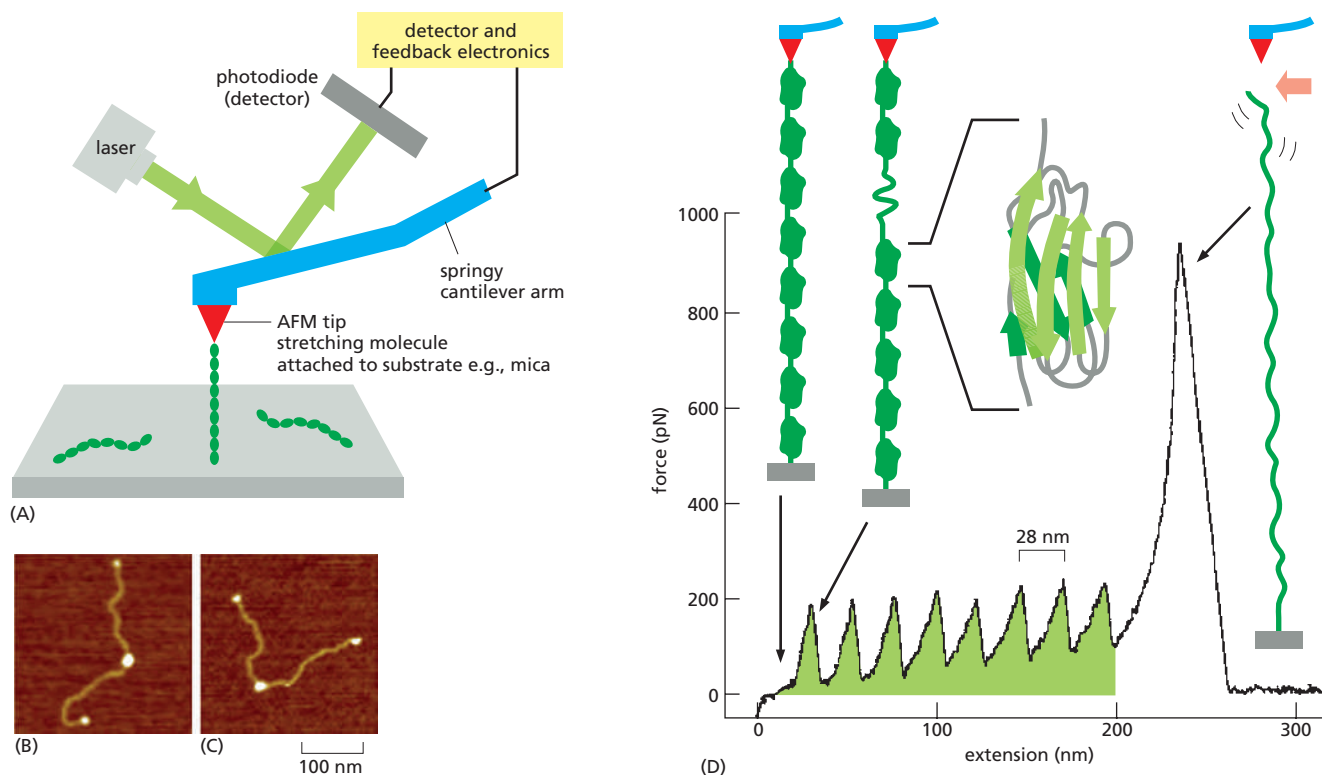 detector and
feedback electronics
photodiode
(detector)
laser
springy
cantilever arm
AFM tip
stretching molecule
attached to substrate e.g., mica
(A)
(B)
(C)
100 nm
1000
800
600
400
200
0
force (pN)
28 nm
0
100
200
300
extension (nm)
(D)